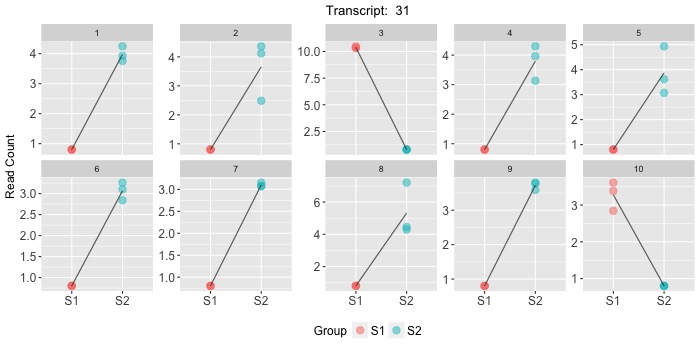 Transcript: 31
1 2 3 4 5
4 3 2 1
4 3 2 1
10.0 7.5 5.0 2.5
4 3 2 1
5 4 3 2 1
Read Count
6 7 8 9 10
3.0 2.5 2.0 1.5 1.0
3.0 2.5 2.0 1.5 1.0
6 4 2
3 2 1
3 2 1
S1 S2 S1 S2 S1 S2 S1 S2 S1 S2
Group S1 S2